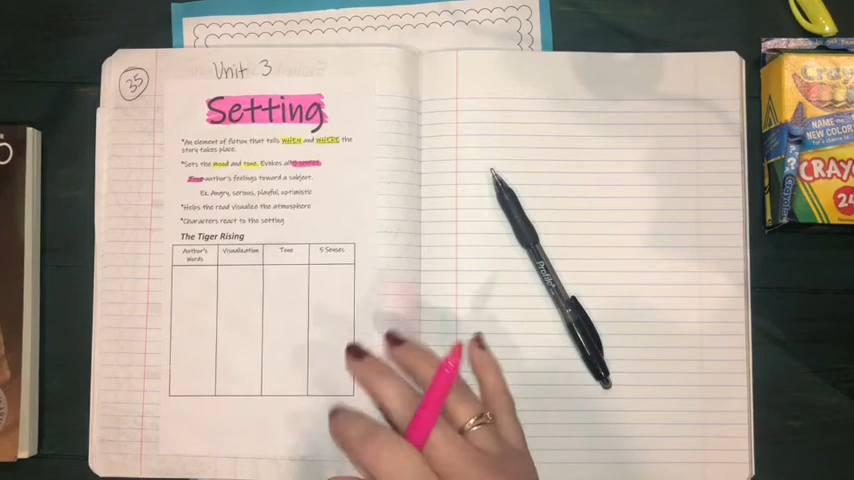 35
Unit 3
Setting
*An element of fiction that tells WHEN and WHERE the
story takes place.
*Sets the mood and tone. Evokes all 5 senses.
Tone-author's feelings toward a subject.
Ex. Angry, serious, playful, optimistic
*Helps the read visualize the atmosphere
*Characters react to the setting
The Tiger Rising
Author's Words
Visualization
Tone
5 Senses
Profile
NAME
NEW COLOR
CRAYO
24